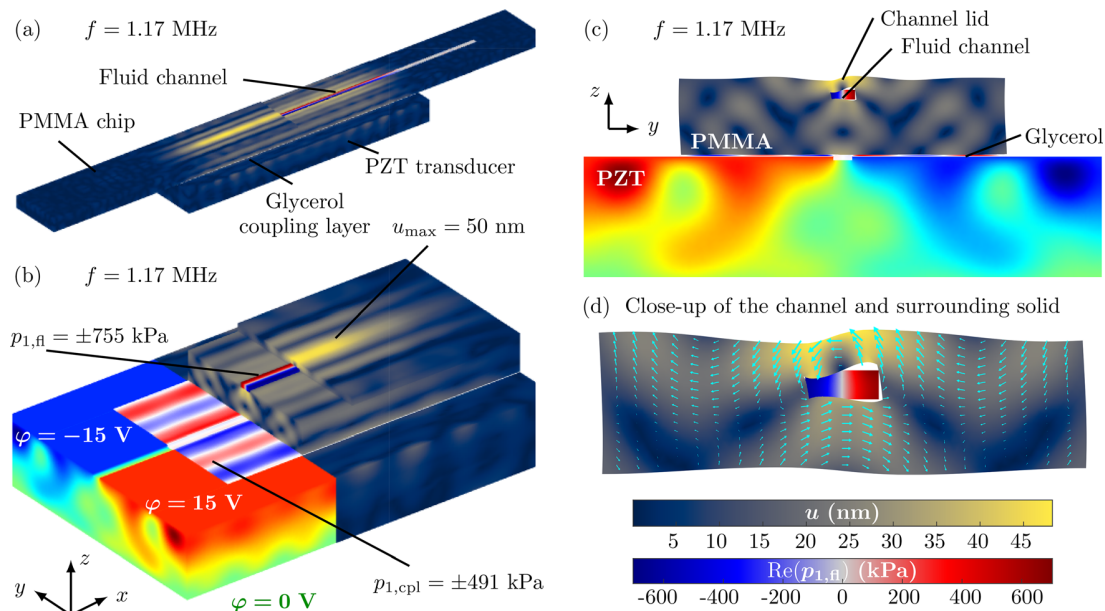 (a) f = 1.17 MHz
Fluid channel
PMMA chip
PZT transducer
Glycerol
coupling layer
u_max = 50 nm
(b) f = 1.17 MHz
p_1,fl = ±755 kPa
φ = −15 V
φ = 15 V
p_1,cpl = ±491 kPa
φ = 0 V
z
y
x
(c) f = 1.17 MHz
Channel lid
Fluid channel
z
y
Glycerol
PMMA
PZT
(d) Close-up of the channel and surrounding solid
u (nm)
5 10 15 20 25 30 35 40 45
Re(p_1,fl) (kPa)
-600 -400 -200 0 200 400 600